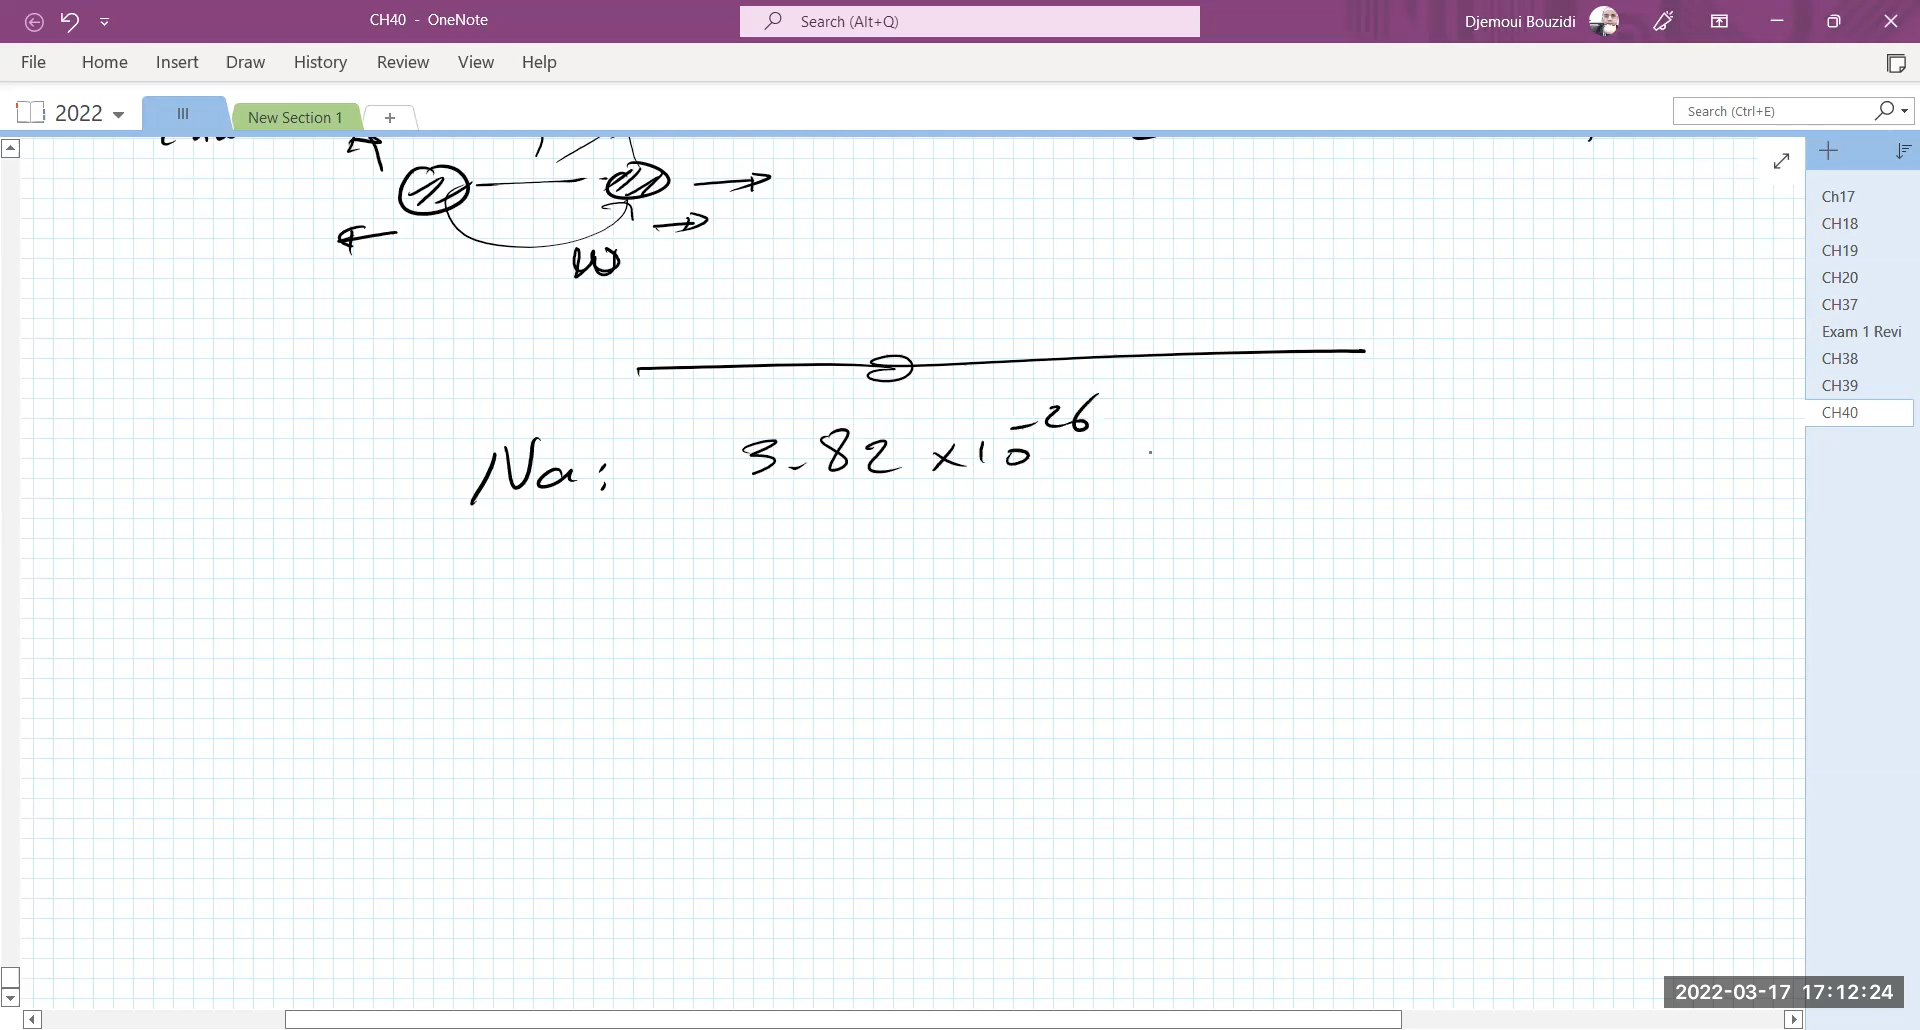 CH40 - OneNote
Search (Alt+Q)
Djemoui Bouzidi
File Home Insert Draw History Review View Help
2022
III
New Section 1
+
Search (Ctrl+E)
Ch17
CH18
CH19
CH20
CH37
Exam 1 Revi
CH38
CH39
CH40
W
Na: 3.82 ×10⁻²⁶
2022-03-17 17:12:24